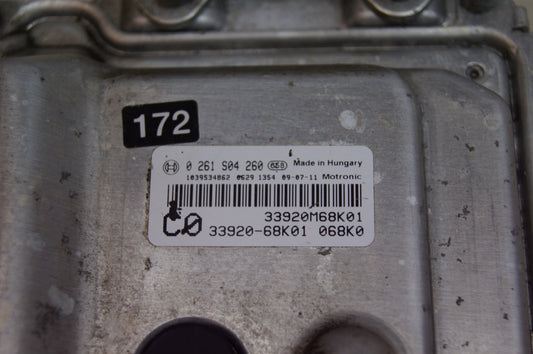 172
0 261 S04 260 Made in Hungary
1039534862 0629 1354 09-07-11 Motronic
33920M68K01
C0 33920-68K01 068K0